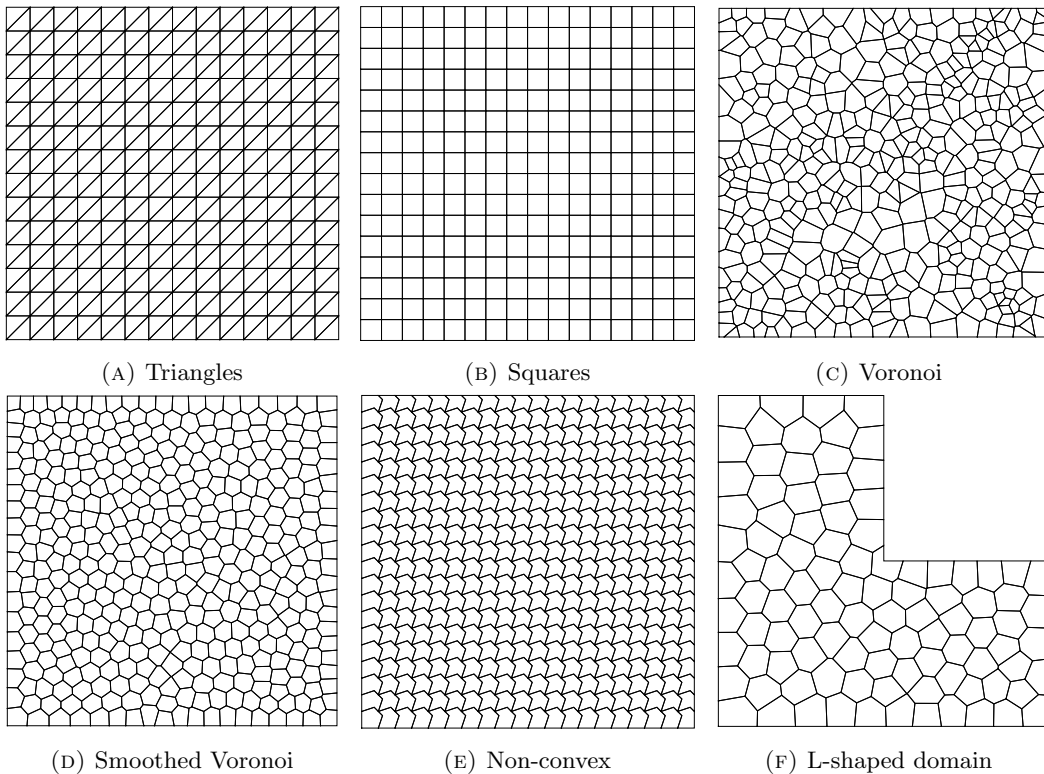 (A) Triangles
(B) Squares
(C) Voronoi
(D) Smoothed Voronoi
(E) Non-convex
(F) L-shaped domain